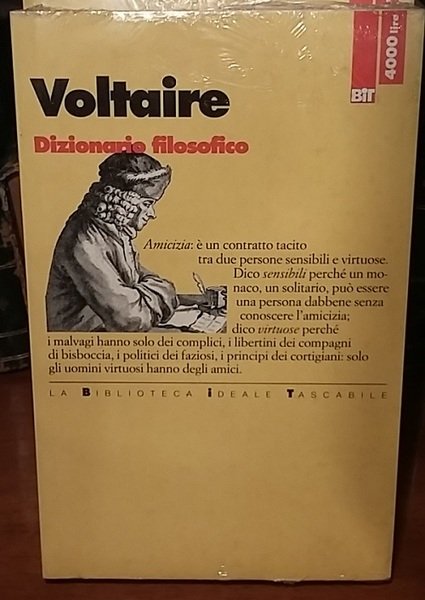 BiT
4000 lire
Voltaire
Dizionario filosofico
Amicizia: è un contratto tacito
tra due persone sensibili e virtuose.
Dico sensibili perché un mo-
naco, un solitario, può essere
una persona dabbene senza
conoscere l'amicizia;
dico virtuose perché
i malvagi hanno solo dei complici, i libertini dei compagni
di bisboccia, i politici dei faziosi, i principi dei cortigiani: solo
gli uomini virtuosi hanno degli amici.
LA BIBLIOTECA IDEALE TASCABILE